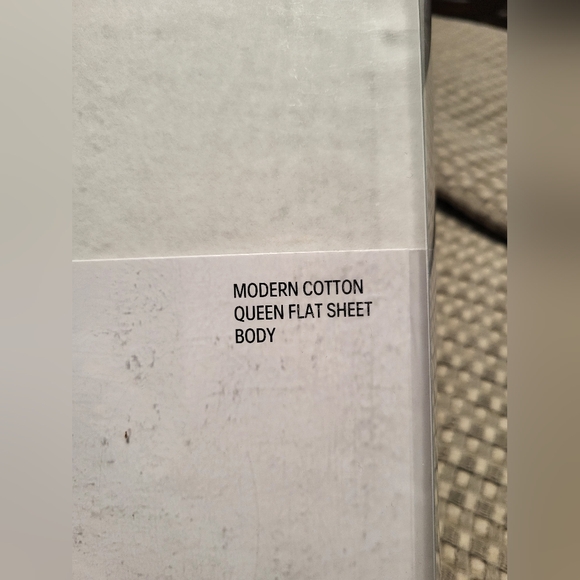 MODERN COTTON
QUEEN FLAT SHEET
BODY